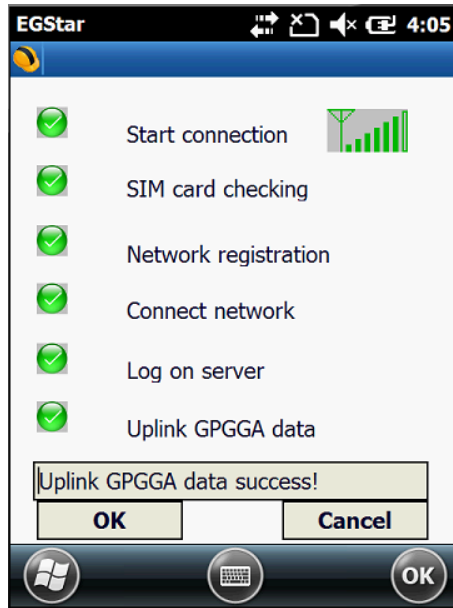 EGStar 4:05
Start connection
SIM card checking
Network registration
Connect network
Log on server
Uplink GPGGA data
Uplink GPGGA data success!
OK Cancel
OK